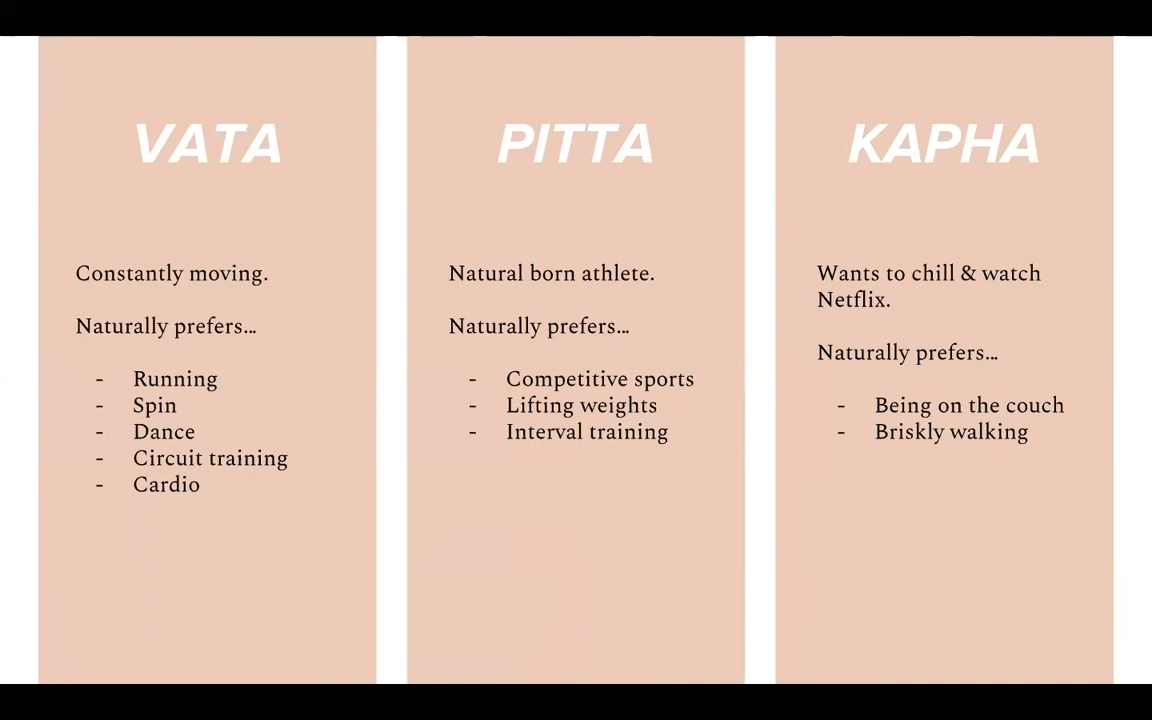 VATA
Constantly moving.
Naturally prefers...
- Running
- Spin
- Dance
- Circuit training
- Cardio
PITTA
Natural born athlete.
Naturally prefers...
- Competitive sports
- Lifting weights
- Interval training
KAPHA
Wants to chill & watch
Netflix.
Naturally prefers...
- Being on the couch
- Briskly walking